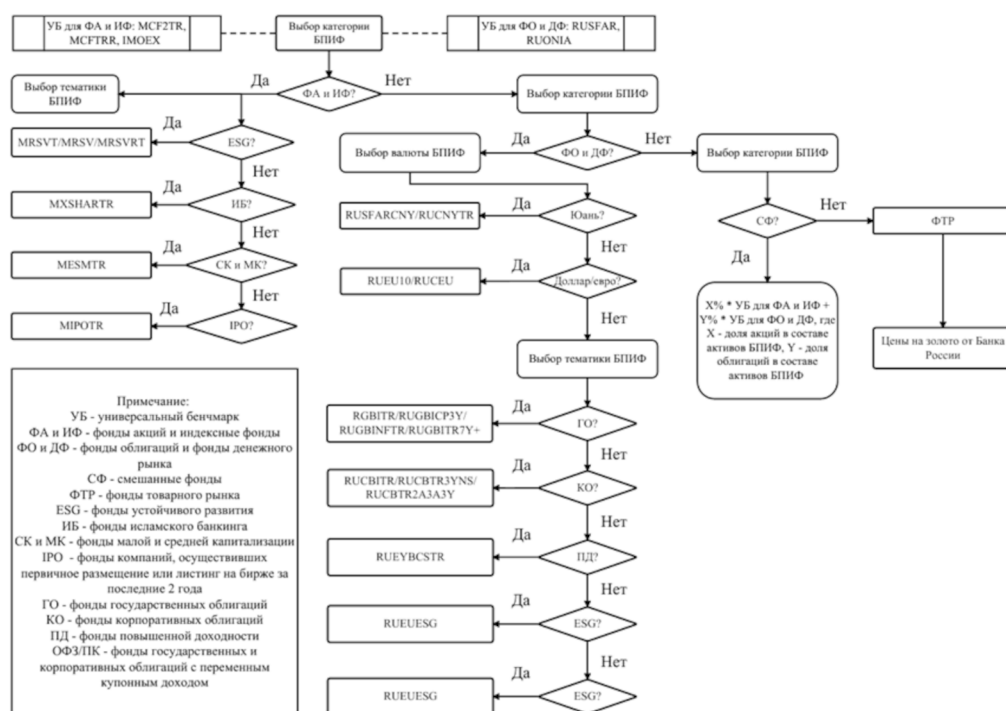 УБ для ФА и ИФ: MCF2TR,
MCFTRR, IMOEX
Выбор категории
БПИФ
УБ для ФО и ДФ: RUSFAR,
RUONIA
Да
Нет
Выбор тематики
БПИФ
ФА и ИФ?
Выбор категории БПИФ
Да
MRSVT/MRSV/MRSVRT
ESG?
Нет
Да
MXSHARTR
ИБ?
Нет
Да
MESMTR
СК и МК?
Нет
Да
MIPOTR
IPO?
Выбор валюты БПИФ
Да
ФО и ДФ?
Нет
Выбор категории БПИФ
RUSFARCNY/RUCNYTR
Да
Юань?
Нет
RUEU10/RUCEU
Да
Доллар/евро?
Нет
СФ?
Нет
ФТР
Да
X% * УБ для ФА и ИФ +
Y% * УБ для ФО и ДФ, где
X - доля акций в составе
активов БПИФ, Y - доля
облигаций в составе
активов БПИФ
Цены на золото от Банка
России
Выбор тематики БПИФ
RGBITR/RUGBICP3Y/
RUGBINFTR/RUGBITR7Y+
Да
ГО?
Нет
RUCBITR/RUCBTR3YNS/
RUCBTR2A3A3Y
Да
КО?
Нет
RUEYBCSTR
Да
ПД?
Нет
RUEUESG
Да
ESG?
Нет
RUEUESG
Да
ESG?
Примечание:
УБ - универсальный бенчмарк
ФА и ИФ - фонды акций и индексные фонды
ФО и ДФ - фонды облигаций и фонды денежного
рынка
СФ - смешанные фонды
ФТР - фонды товарного рынка
ESG - фонды устойчивого развития
ИБ - фонды исламского банкинга
СК и МК - фонды малой и средней капитализации
IPO - фонды компаний, осуществивших
первичное размещение или листинг на бирже за
последние 2 года
ГО - фонды государственных облигаций
КО - фонды корпоративных облигаций
ПД - фонды повышенной доходности
ОФЗ/ПК - фонды государственных и
корпоративных облигаций с переменным
купонным доходом